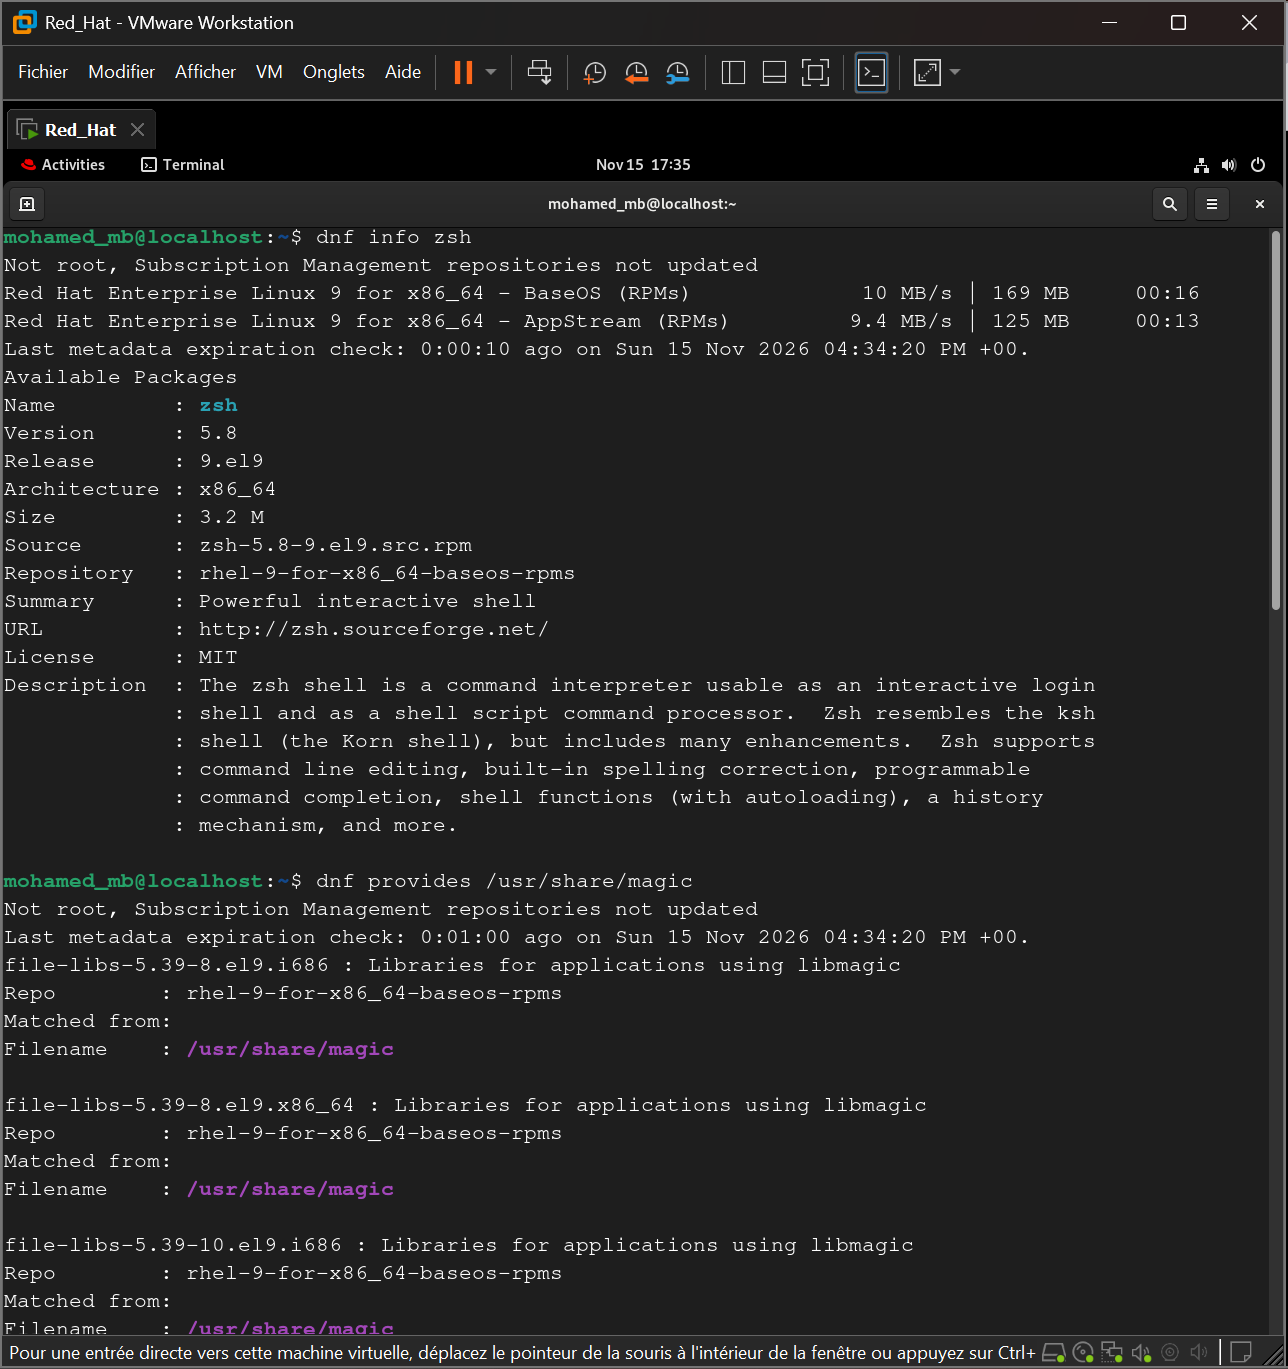 Red_Hat - VMware Workstation
Fichier Modifier Afficher VM Onglets Aide
Red_Hat
Activities Terminal Nov 15 17:35
mohamed_mb@localhost:~
mohamed_mb@localhost:~$ dnf info zsh
Not root, Subscription Management repositories not updated
Red Hat Enterprise Linux 9 for x86_64 - BaseOS (RPMs) 10 MB/s | 169 MB 00:16
Red Hat Enterprise Linux 9 for x86_64 - AppStream (RPMs) 9.4 MB/s | 125 MB 00:13
Last metadata expiration check: 0:00:10 ago on Sun 15 Nov 2026 04:34:20 PM +00.
Available Packages
Name : zsh
Version : 5.8
Release : 9.el9
Architecture : x86_64
Size : 3.2 M
Source : zsh-5.8-9.el9.src.rpm
Repository : rhel-9-for-x86_64-baseos-rpms
Summary : Powerful interactive shell
URL : http://zsh.sourceforge.net/
License : MIT
Description : The zsh shell is a command interpreter usable as an interactive login
: shell and as a shell script command processor.  Zsh resembles the ksh
: shell (the Korn shell), but includes many enhancements.  Zsh supports
: command line editing, built-in spelling correction, programmable
: command completion, shell functions (with autoloading), a history
: mechanism, and more.
mohamed_mb@localhost:~$ dnf provides /usr/share/magic
Not root, Subscription Management repositories not updated
Last metadata expiration check: 0:01:00 ago on Sun 15 Nov 2026 04:34:20 PM +00.
file-libs-5.39-8.el9.i686 : Libraries for applications using libmagic
Repo : rhel-9-for-x86_64-baseos-rpms
Matched from:
Filename : /usr/share/magic
file-libs-5.39-8.el9.x86_64 : Libraries for applications using libmagic
Repo : rhel-9-for-x86_64-baseos-rpms
Matched from:
Filename : /usr/share/magic
file-libs-5.39-10.el9.i686 : Libraries for applications using libmagic
Repo : rhel-9-for-x86_64-baseos-rpms
Matched from:
Filename : /usr/share/magic
Pour une entrée directe vers cette machine virtuelle, déplacez le pointeur de la souris à l'intérieur de la fenêtre ou appuyez sur Ctrl+